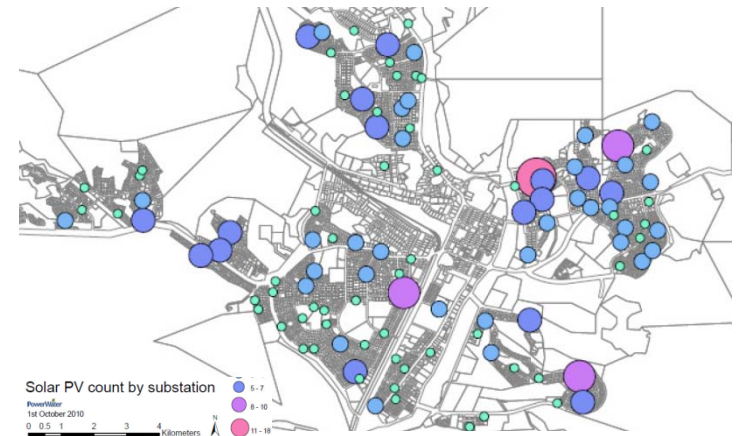 Solar PV count by substation
PowerWater
1st October 2010
0 0.5 1 2 3 4
Kilometers
N
5 - 7
8 - 10
11 - 18